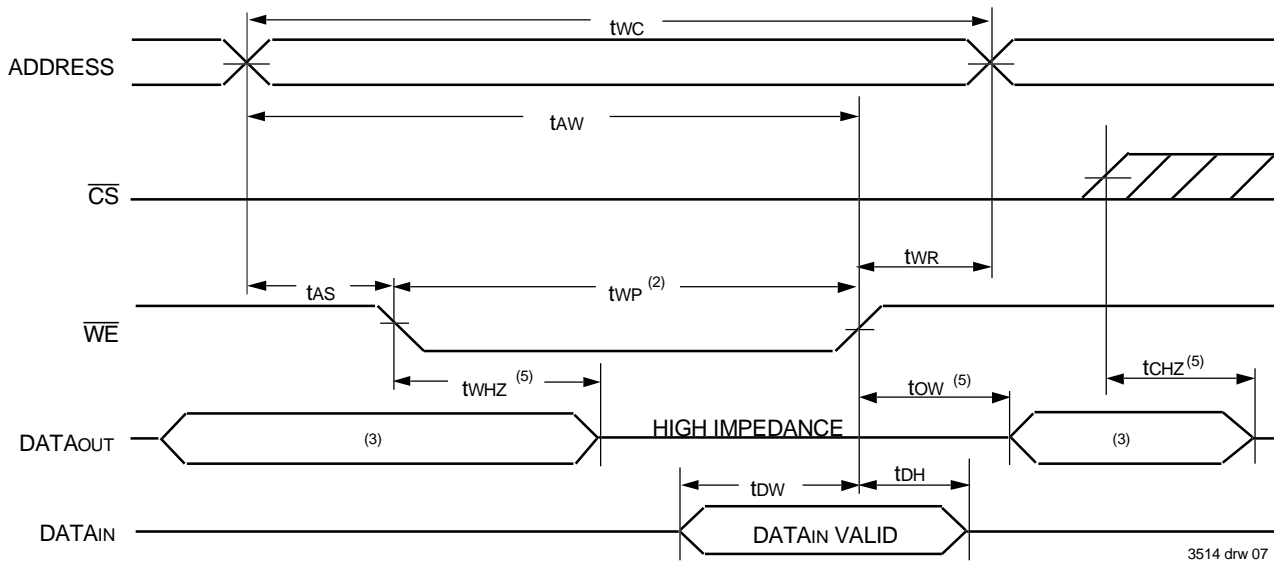 tWC
ADDRESS
tAW
CS
tWR
tAS
tWP (2)
WE
tWHZ (5)
tOW (5)
tCHZ (5)
DATAOUT
(3)
HIGH IMPEDANCE
(3)
tDW
tDH
DATAIN
DATAIN VALID
3514 drw 07